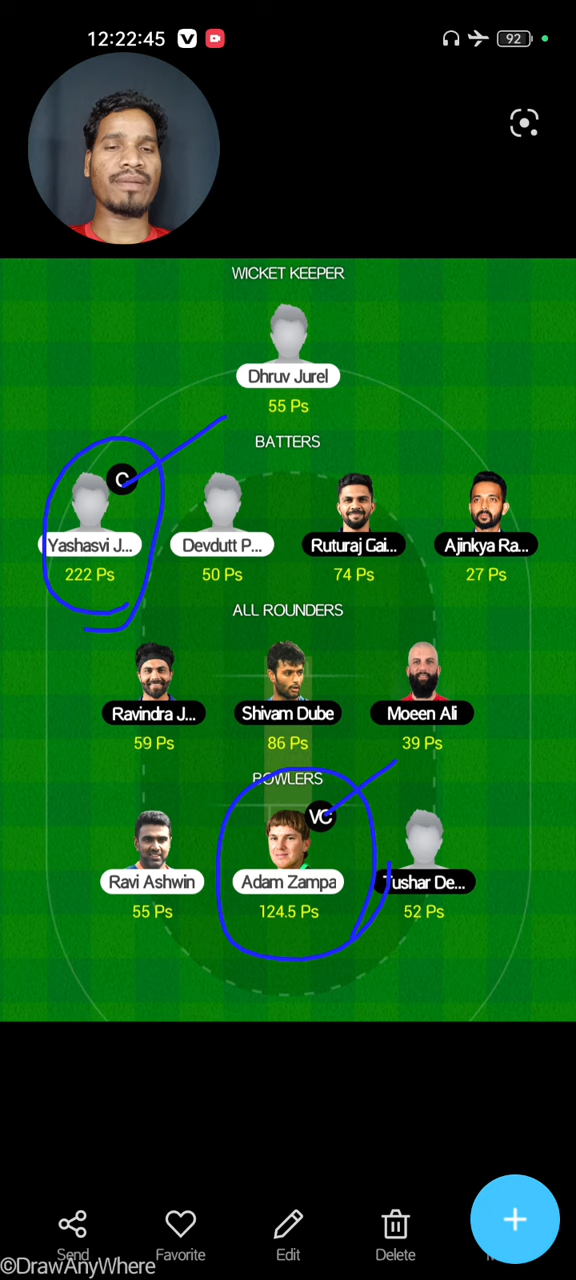 12:22:45 V 92
WICKET KEEPER
Dhruv Jurel
55 Ps
BATTERS
C
Yashasvi J... Devdutt P... Ruturaj Gai... Ajinkya Ra...
222 Ps 50 Ps 74 Ps 27 Ps
ALL ROUNDERS
Ravindra J... Shivam Dube Moeen Ali
59 Ps 86 Ps 39 Ps
BOWLERS
VC
Ravi Ashwin Adam Zampa Tushar De...
55 Ps 124.5 Ps 52 Ps
Send Favorite Edit Delete
©DrawAnyWhere